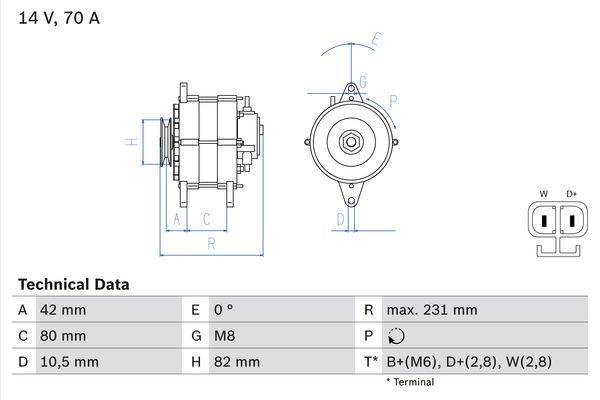 14 V, 70 A
E
G
P
H
A
C
R
D
W D+
Technical Data
A 42 mm E 0 ° R max. 231 mm
C 80 mm G M8 P
D 10,5 mm H 82 mm T* B+(M6), D+(2,8), W(2,8)
* Terminal